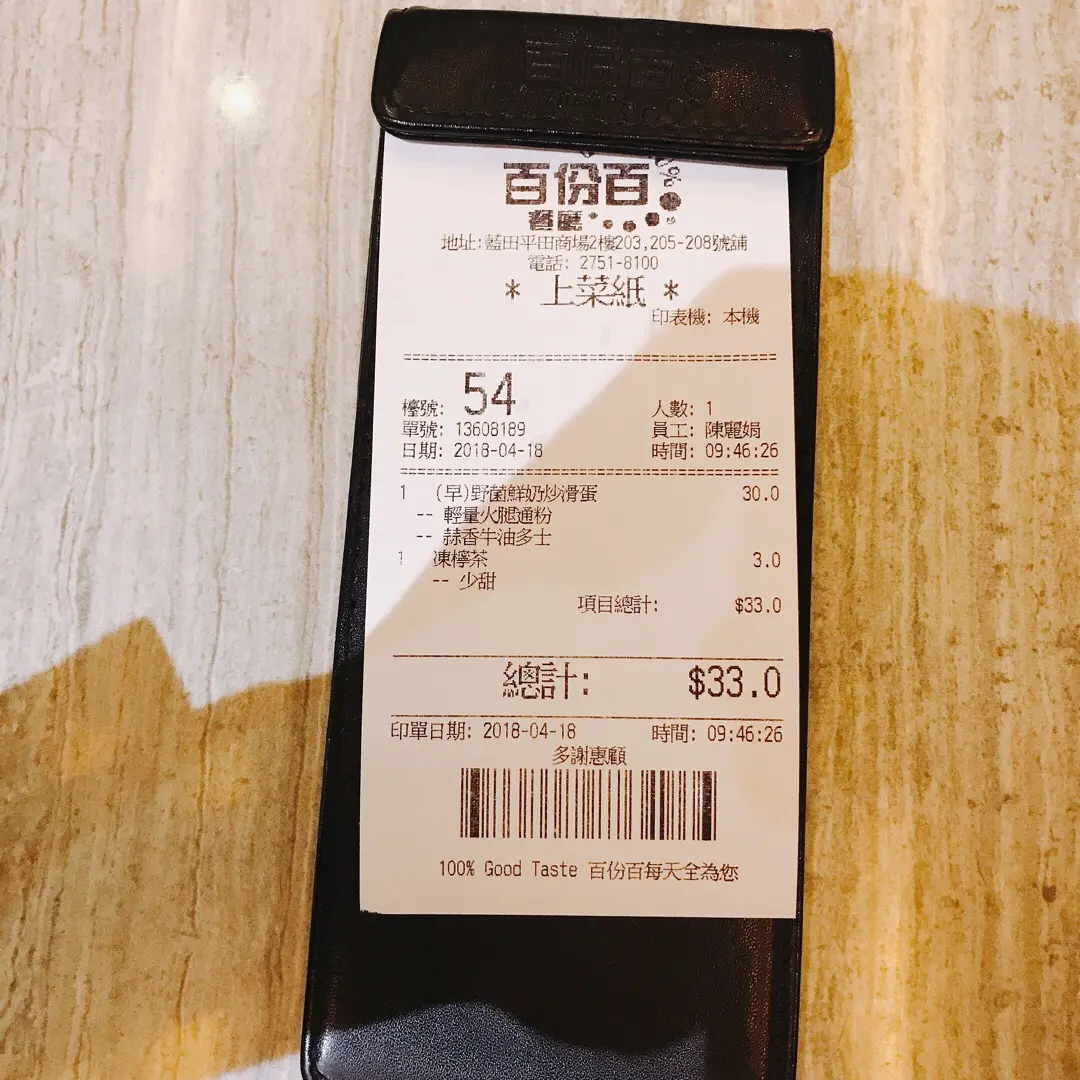 百份百
百份百 %
餐廳
地址:藍田平田商場2樓203,205-208號舖
電話: 2751-8100
* 上菜紙 *
印表機: 本機
檯號: 54 人數: 1
單號: 13608189 員工: 陳麗娟
日期: 2018-04-18 時間: 09:46:26
1 (早)野菌鮮奶炒滑蛋 30.0
-- 輕量火腿通粉
-- 蒜香牛油多士
1 凍檸茶 3.0
-- 少甜
項目總計: $33.0
總計: $33.0
印單日期: 2018-04-18 時間: 09:46:26
多謝惠顧
100% Good Taste 百份百每天全為您